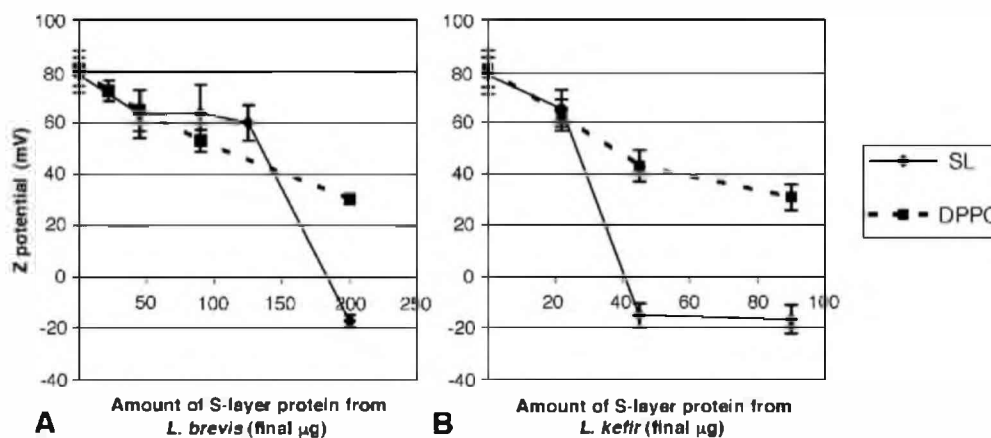 100
80
60
40
20
0
-20
-40
Z potential (mV)
50 100 150 200 250
A
Amount of S-layer protein from
L. brevis (final µg)
100
80
60
40
20
0
-20
-40
20 40 60 80 100
B
Amount of S-layer protein from
L. kefir (final µg)
SL
DPPC